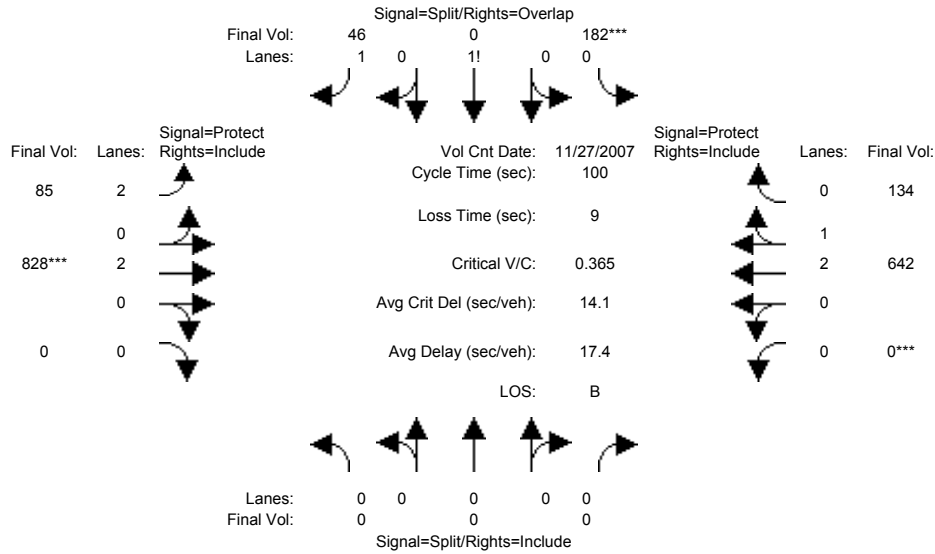 Signal=Split/Rights=Overlap
Final Vol: 46 0 182***
Lanes: 1 0 1! 0 0
Signal=Protect
Final Vol: Lanes: Rights=Include
Vol Cnt Date: 11/27/2007
Signal=Protect
Rights=Include Lanes: Final Vol:
Cycle Time (sec): 100
85 2
0 134
Loss Time (sec): 9
0
1
828*** 2
Critical V/C: 0.365
2 642
0
Avg Crit Del (sec/veh): 14.1
0
0 0
Avg Delay (sec/veh): 17.4
0 0***
LOS: B
Lanes: 0 0 0 0 0
Final Vol: 0 0 0
Signal=Split/Rights=Include